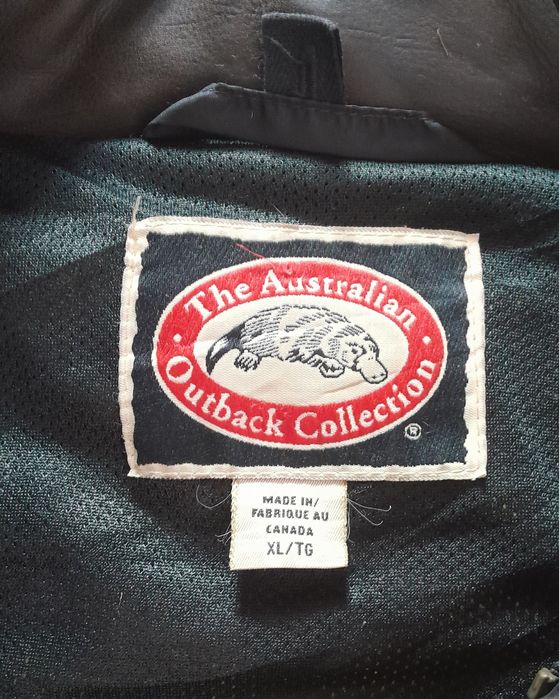 The Australian
Outback Collection
®
MADE IN/
FABRIQUE AU
CANADA
XL/TG